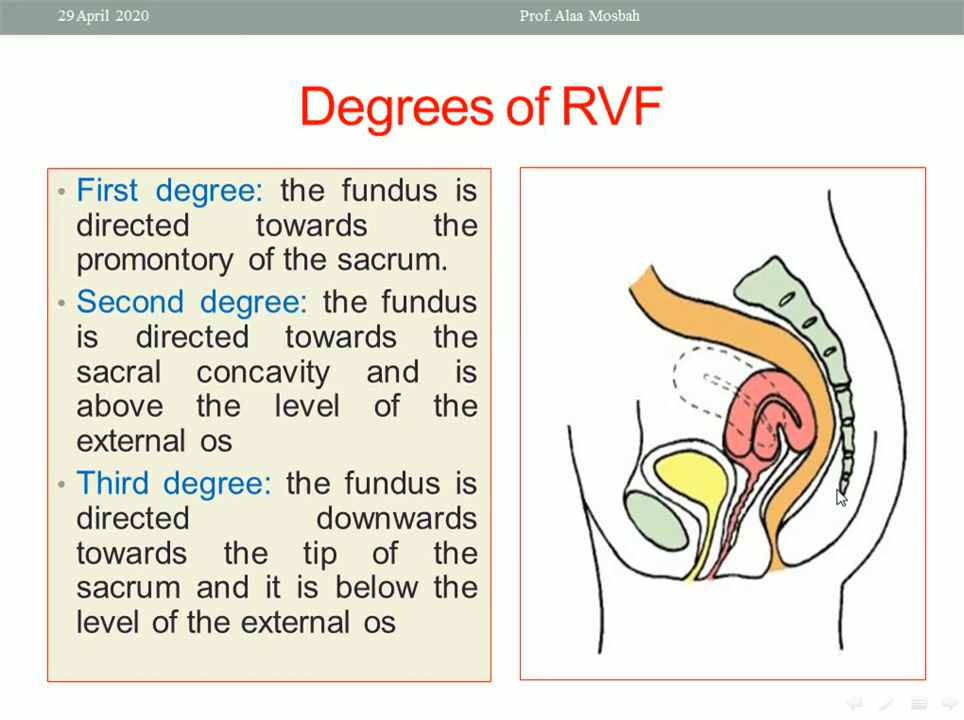 29 April 2020
Prof. Alaa Mosbah
Degrees of RVF
• First degree: the fundus is
directed towards the
promontory of the sacrum.
• Second degree: the fundus
is directed towards the
sacral concavity and is
above the level of the
external os
• Third degree: the fundus is
directed downwards
towards the tip of the
sacrum and it is below the
level of the external os